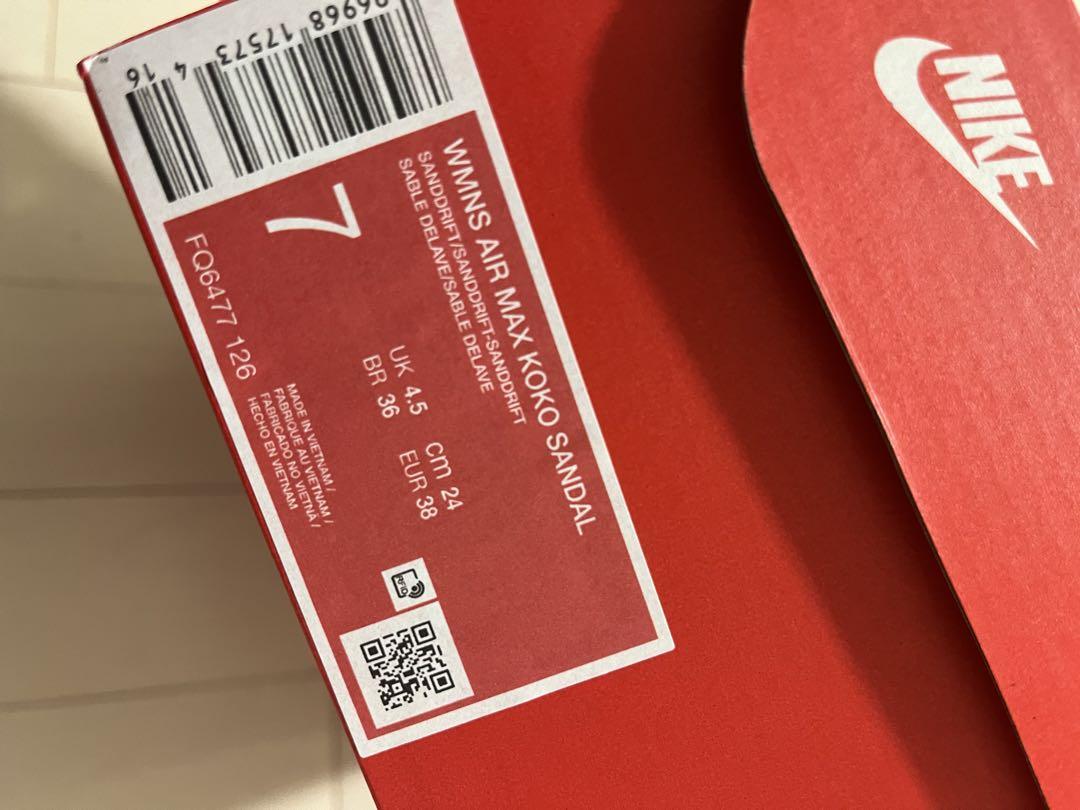 NIKE
WMNS AIR MAX KOKO SANDAL
SANDDRIFT/SANDDRIFT-SANDDRIFT
SABLE DELAVE/SABLE DELAVE
7
UK 4.5 cm 24
BR 36 EUR 38
FQ6477 126
MADE IN VIETNAM /
FABRIQUE AU VIETNAM /
FABRICADO NO VIETNÃ /
HECHO EN VIETNAM
RFID
17573 4 16